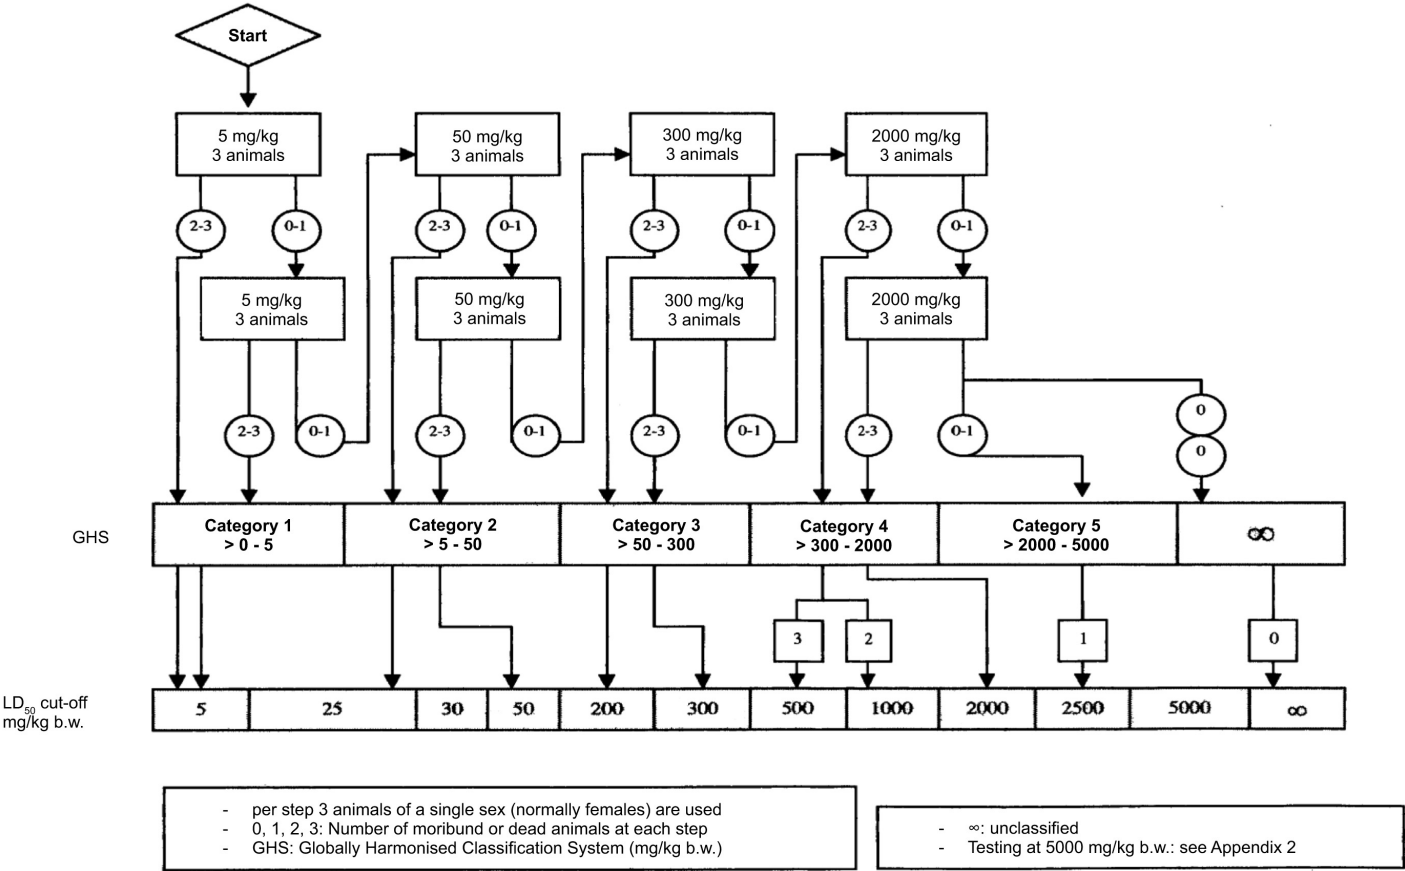 Start
5 mg/kg
3 animals
50 mg/kg
3 animals
300 mg/kg
3 animals
2000 mg/kg
3 animals
2-3
0-1
2-3
0-1
2-3
0-1
2-3
0-1
5 mg/kg
3 animals
50 mg/kg
3 animals
300 mg/kg
3 animals
2000 mg/kg
3 animals
0
2-3
0-1
2-3
0-1
2-3
0-1
2-3
0-1
0
GHS
Category 1
> 0 - 5
Category 2
> 5 - 50
Category 3
> 50 - 300
Category 4
> 300 - 2000
Category 5
> 2000 - 5000
∞
3
2
1
0
LD50 cut-off
mg/kg b.w.
5
25
30
50
200
300
500
1000
2000
2500
5000
∞
- per step 3 animals of a single sex (normally females) are used
- 0, 1, 2, 3: Number of moribund or dead animals at each step
- GHS: Globally Harmonised Classification System (mg/kg b.w.)
- ∞: unclassified
- Testing at 5000 mg/kg b.w.: see Appendix 2